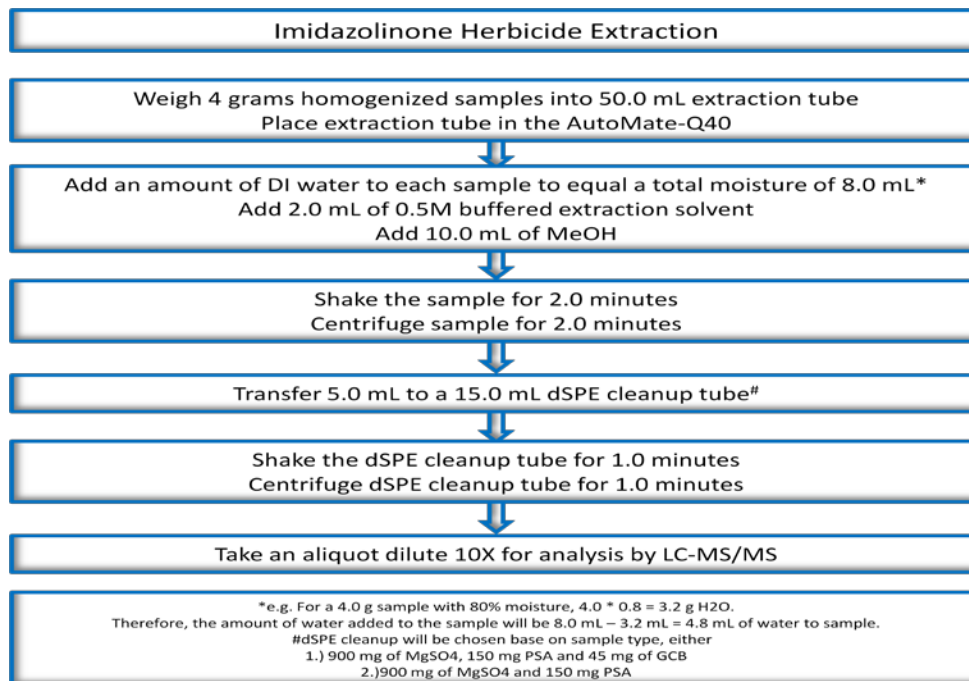 Imidazolinone Herbicide Extraction
Weigh 4 grams homogenized samples into 50.0 mL extraction tube
Place extraction tube in the AutoMate-Q40
Add an amount of DI water to each sample to equal a total moisture of 8.0 mL*
Add 2.0 mL of 0.5M buffered extraction solvent
Add 10.0 mL of MeOH
Shake the sample for 2.0 minutes
Centrifuge sample for 2.0 minutes
Transfer 5.0 mL to a 15.0 mL dSPE cleanup tube#
Shake the dSPE cleanup tube for 1.0 minutes
Centrifuge dSPE cleanup tube for 1.0 minutes
Take an aliquot dilute 10X for analysis by LC-MS/MS
*e.g. For a 4.0 g sample with 80% moisture, 4.0 * 0.8 = 3.2 g H2O.
Therefore, the amount of water added to the sample will be 8.0 mL – 3.2 mL = 4.8 mL of water to sample.
#dSPE cleanup will be chosen base on sample type, either
1.) 900 mg of MgSO4, 150 mg PSA and 45 mg of GCB
2.)900 mg of MgSO4 and 150 mg PSA